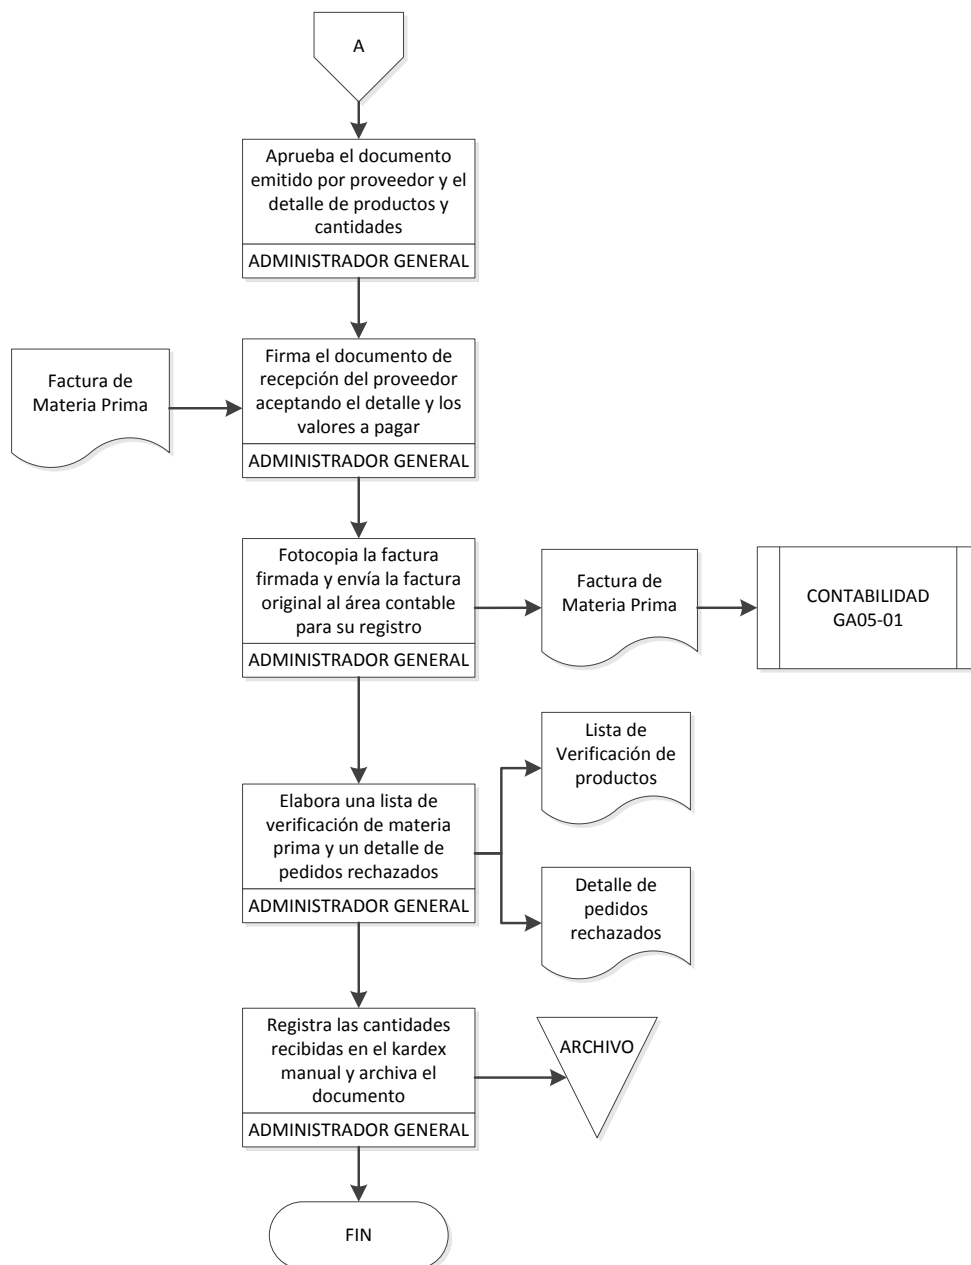 A
Aprueba el documento
emitido por proveedor y el
detalle de productos y
cantidades
ADMINISTRADOR GENERAL
Factura de
Materia Prima
Firma el documento de
recepción del proveedor
aceptando el detalle y los
valores a pagar
ADMINISTRADOR GENERAL
Fotocopia la factura
firmada y envía la factura
original al área contable
para su registro
ADMINISTRADOR GENERAL
Factura de
Materia Prima
CONTABILIDAD
GA05-01
Elabora una lista de
verificación de materia
prima y un detalle de
pedidos rechazados
ADMINISTRADOR GENERAL
Lista de
Verificación de
productos
Detalle de
pedidos
rechazados
Registra las cantidades
recibidas en el kardex
manual y archiva el
documento
ADMINISTRADOR GENERAL
ARCHIVO
FIN